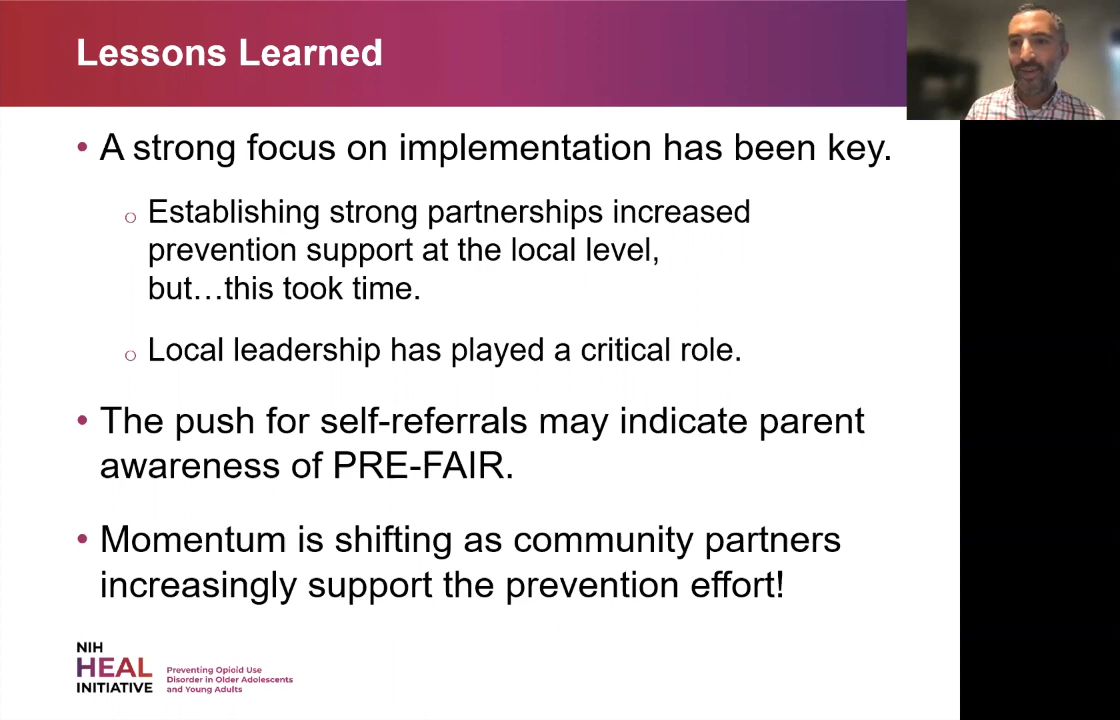 Lessons Learned
• A strong focus on implementation has been key.
o Establishing strong partnerships increased
prevention support at the local level,
but…this took time.
o Local leadership has played a critical role.
• The push for self-referrals may indicate parent
awareness of PRE-FAIR.
• Momentum is shifting as community partners
increasingly support the prevention effort!
NIH
HEAL
INITIATIVE
Preventing Opioid Use
Disorder in Older Adolescents
and Young Adults